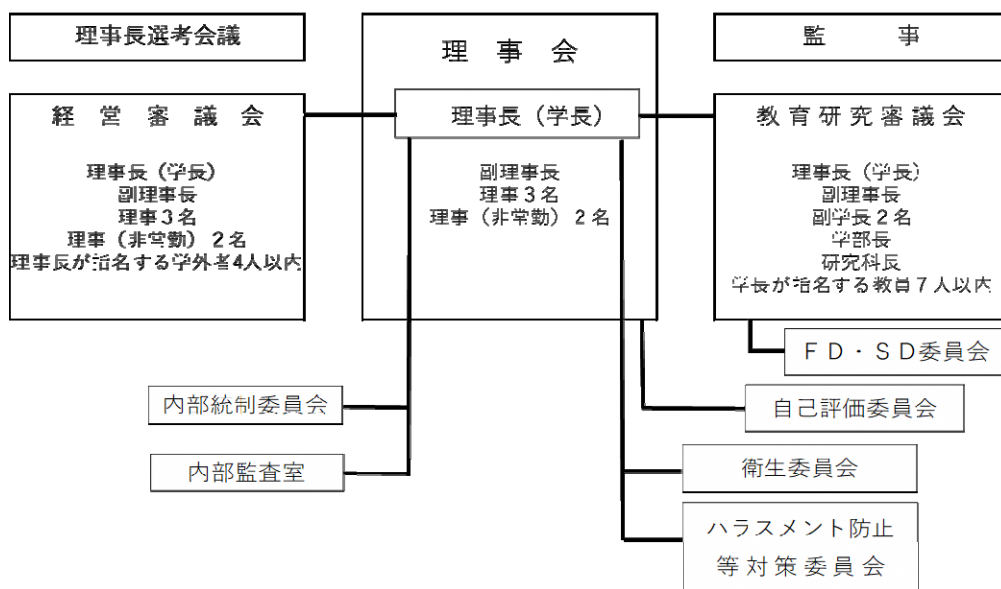 理事長選考会議
理　事　会
監　　事
経 営 審 議 会
理事長（学長）
副理事長
理事３名
理事（非常勤）２名
理事長が指名する学外者4人以内
理事長（学長）
副理事長
理事３名
理事（非常勤）２名
教育研究審議会
理事長（学長）
副理事長
副学長２名
学部長
研究科長
学長が指名する教員７人以内
ＦＤ・ＳＤ委員会
内部統制委員会
自己評価委員会
内部監査室
衛生委員会
ハラスメント防止
等対策委員会